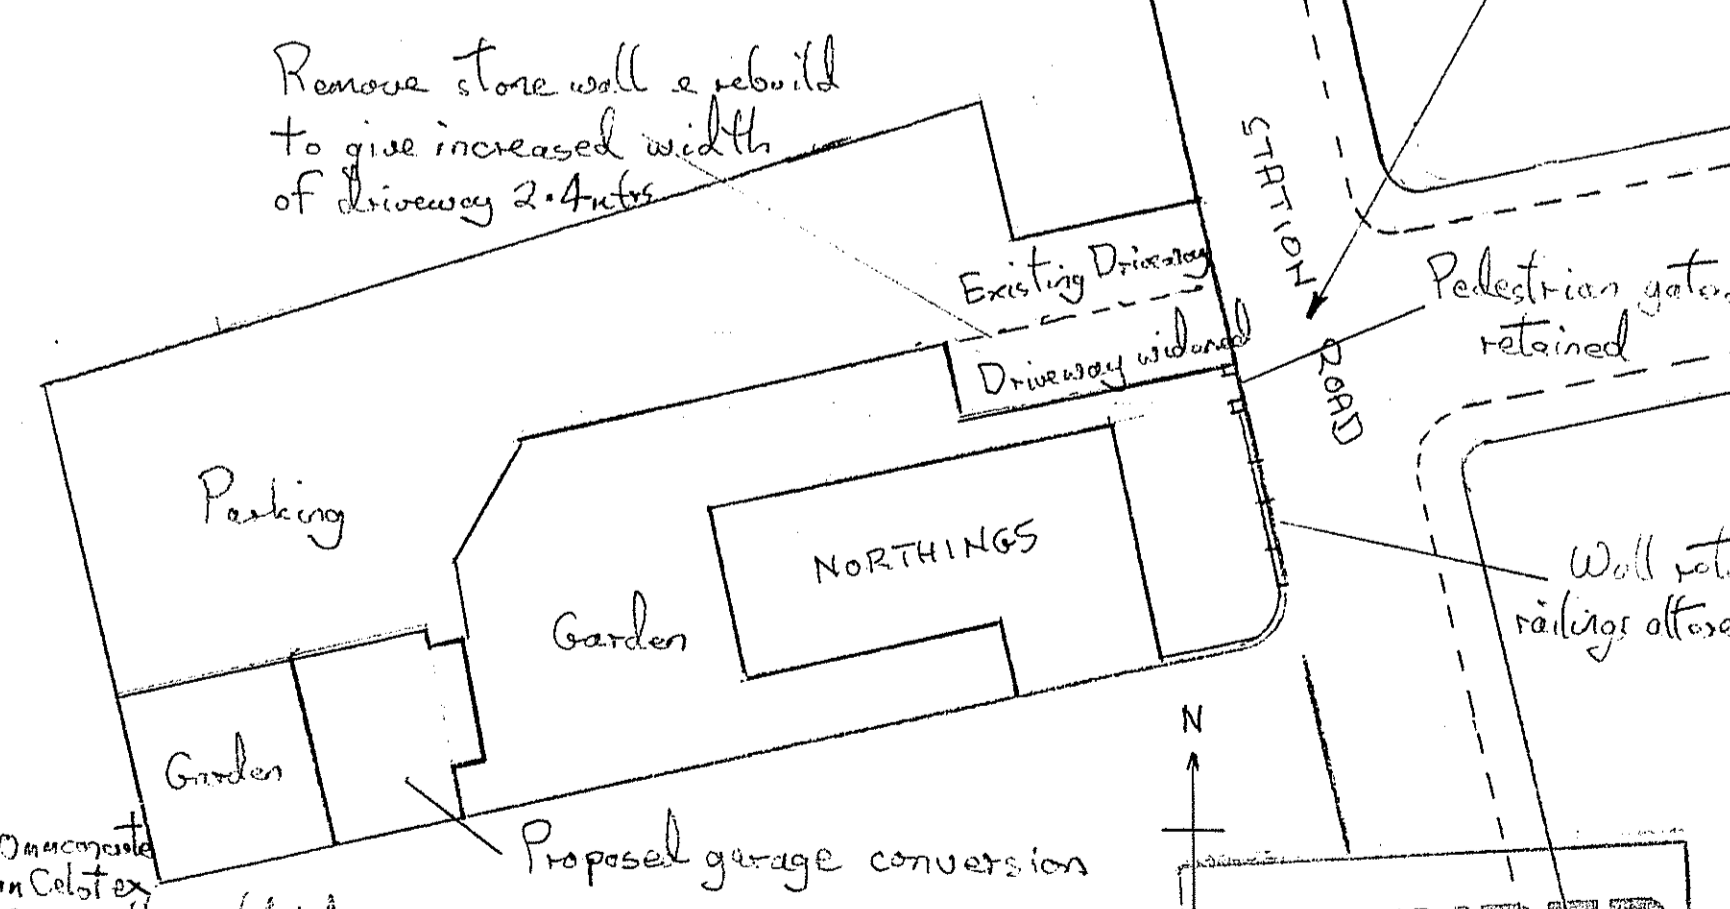 Remove stone wall & rebuild
to give increased width
of driveway 2.4mtrs
STATION ROAD
Existing Driveway
Driveway widened
Pedestrian
retained
Parking
NORTHINGS
Garden
Wall
railings
Garden
N
Proposed garage conversion
Celotex